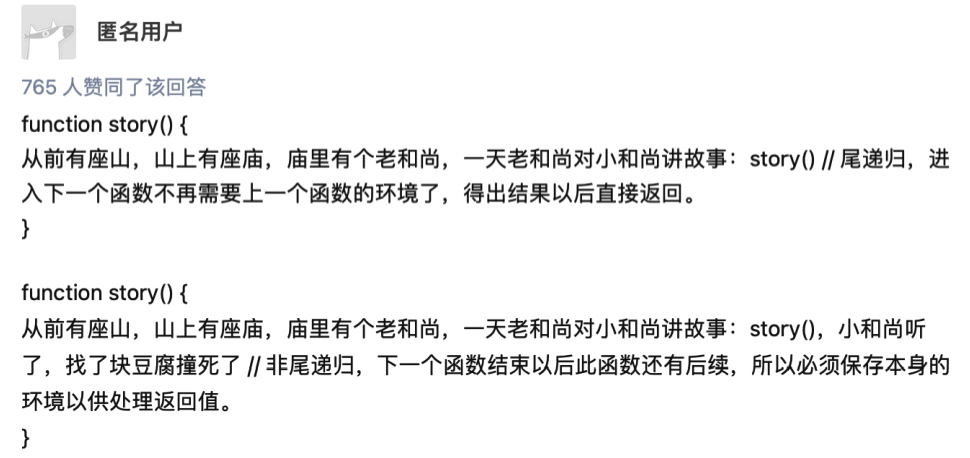 匿名用户
765 人赞同了该回答
function story() {
从前有座山，山上有座庙，庙里有个老和尚，一天老和尚对小和尚讲故事：story() // 尾递归，进
入下一个函数不再需要上一个函数的环境了，得出结果以后直接返回。
}
function story() {
从前有座山，山上有座庙，庙里有个老和尚，一天老和尚对小和尚讲故事：story()，小和尚听
了，找了块豆腐撞死了 // 非尾递归，下一个函数结束以后此函数还有后续，所以必须保存本身的
环境以供处理返回值。
}